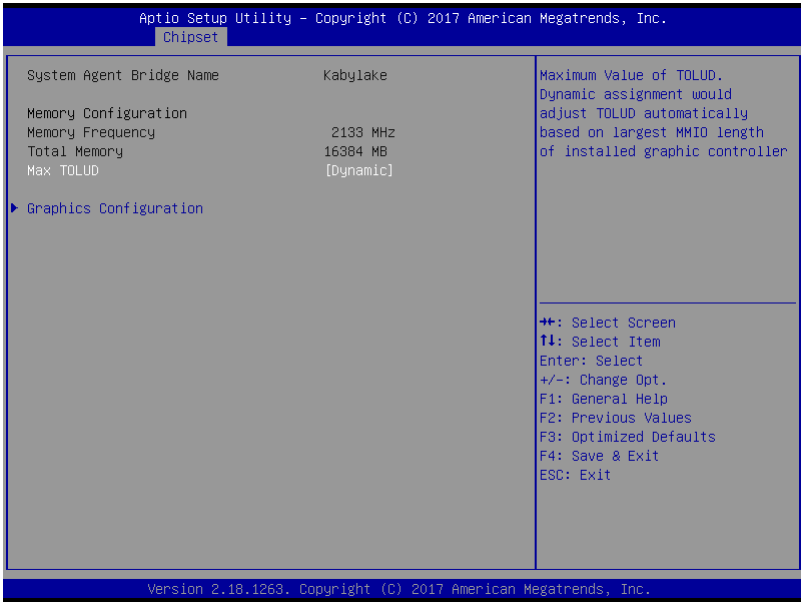 Aptio Setup Utility – Copyright (C) 2017 American Megatrends, Inc.
Chipset
System Agent Bridge Name Kabylake
Memory Configuration
Memory Frequency 2133 MHz
Total Memory 16384 MB
Max TOLUD [Dynamic]
Graphics Configuration
Maximum Value of TOLUD.
Dynamic assignment would
adjust TOLUD automatically
based on largest MMIO length
of installed graphic controller
→←: Select Screen
↑↓: Select Item
Enter: Select
+/-: Change Opt.
F1: General Help
F2: Previous Values
F3: Optimized Defaults
F4: Save & Exit
ESC: Exit
Version 2.18.1263. Copyright (C) 2017 American Megatrends, Inc.